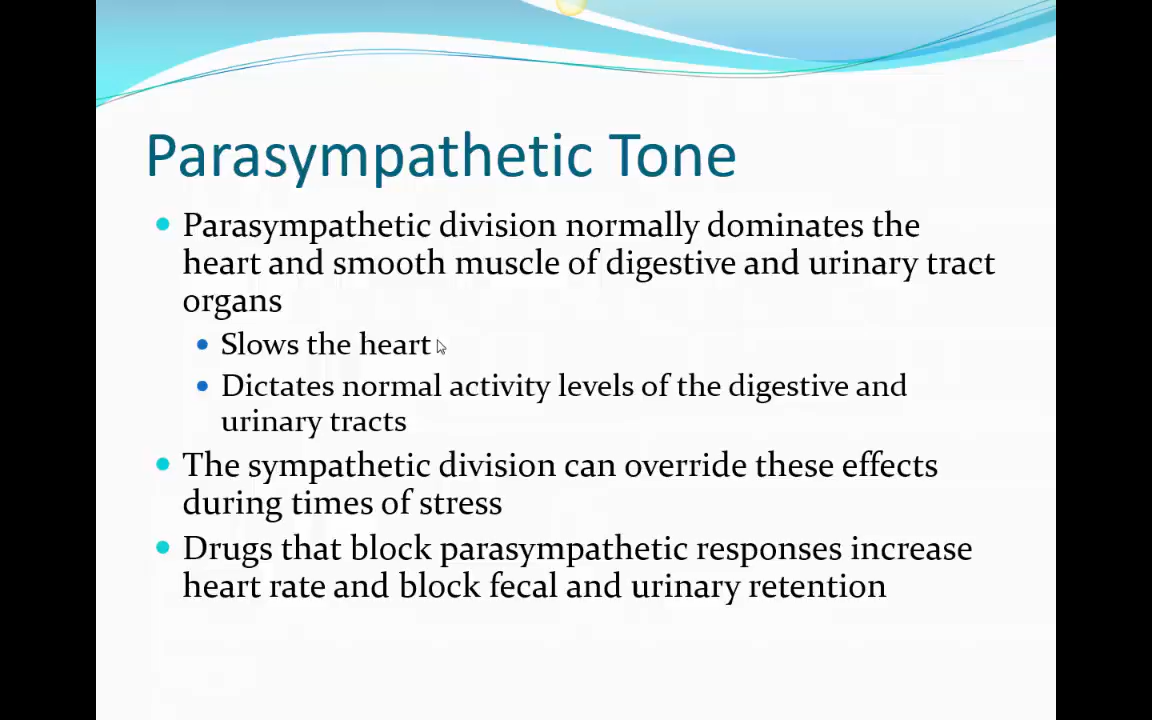 Parasympathetic Tone
• Parasympathetic division normally dominates the
heart and smooth muscle of digestive and urinary tract
organs
• Slows the heart
• Dictates normal activity levels of the digestive and
urinary tracts
• The sympathetic division can override these effects
during times of stress
• Drugs that block parasympathetic responses increase
heart rate and block fecal and urinary retention